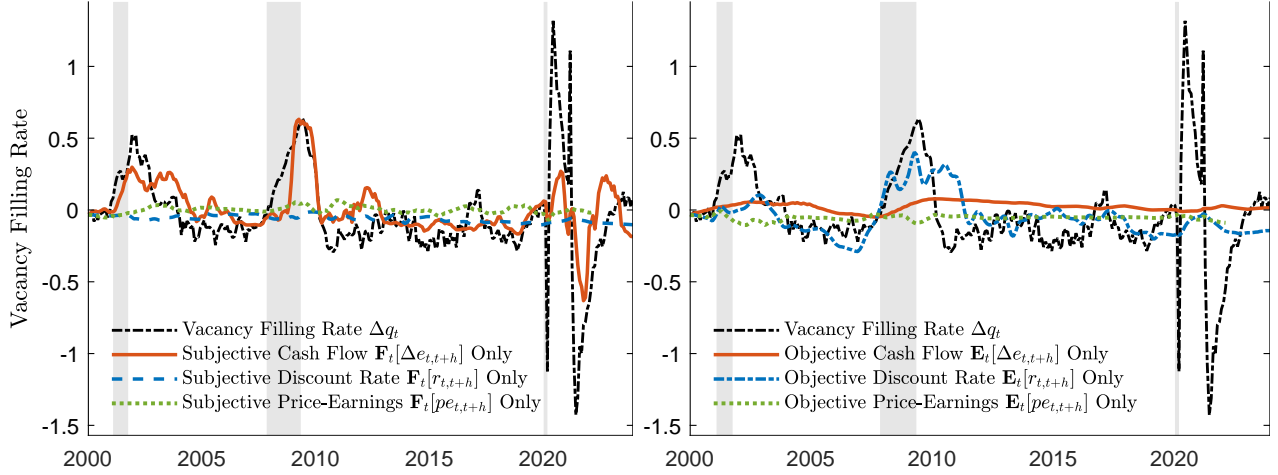 Vacancy Filling Rate
1
0.5
0
-0.5
-1
-1.5
Vacancy Filling Rate Δq_t
Subjective Cash Flow F_t[Δe_{t,t+h}] Only
Subjective Discount Rate F_t[r_{t,t+h}] Only
Subjective Price-Earnings F_t[pe_{t,t+h}] Only
2000 2005 2010 2015 2020
1
0.5
0
-0.5
-1
-1.5
Vacancy Filling Rate Δq_t
Objective Cash Flow E_t[Δe_{t,t+h}] Only
Objective Discount Rate E_t[r_{t,t+h}] Only
Objective Price-Earnings E_t[pe_{t,t+h}] Only
2000 2005 2010 2015 2020